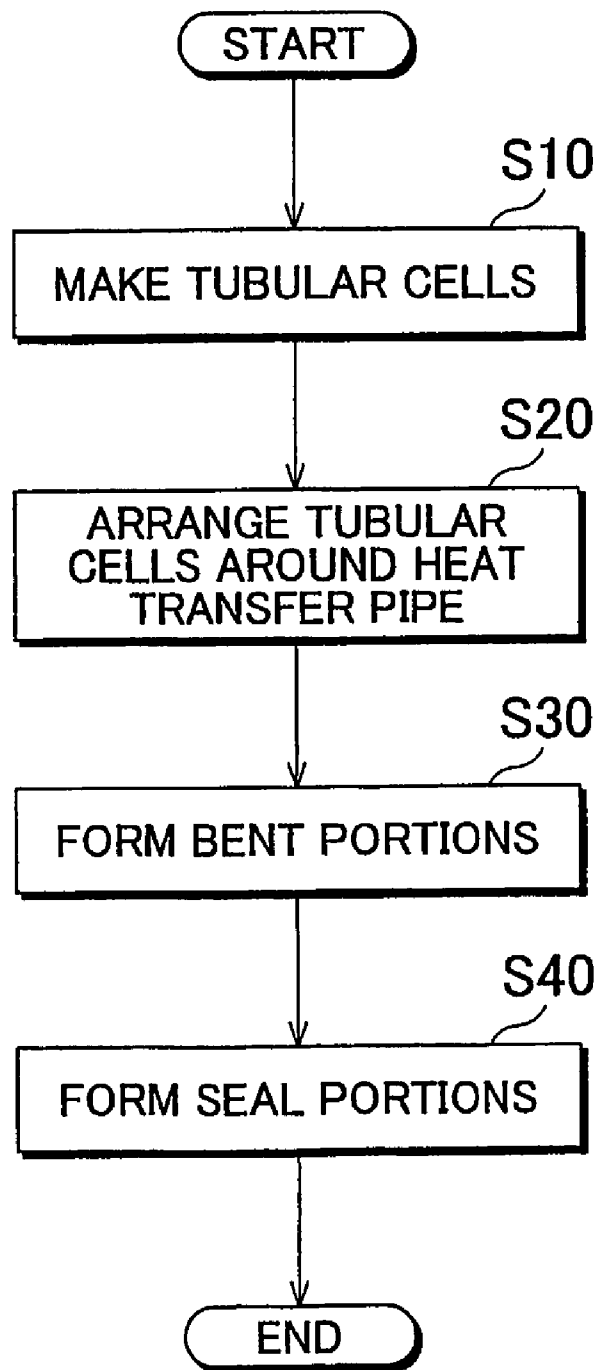 START
S10
MAKE TUBULAR CELLS
S20
ARRANGE TUBULAR
CELLS AROUND HEAT
TRANSFER PIPE
S30
FORM BENT PORTIONS
S40
FORM SEAL PORTIONS
END